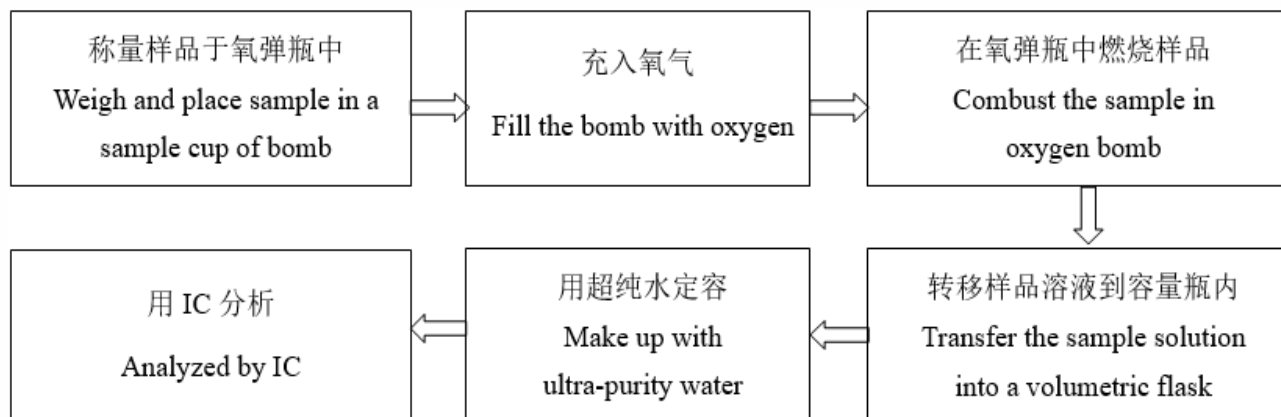 称量样品于氧弹瓶中
Weigh and place sample in a
sample cup of bomb
充入氧气
Fill the bomb with oxygen
在氧弹瓶中燃烧样品
Combust the sample in
oxygen bomb
转移样品溶液到容量瓶内
Transfer the sample solution
into a volumetric flask
用超纯水定容
Make up with
ultra-purity water
用 IC 分析
Analyzed by IC